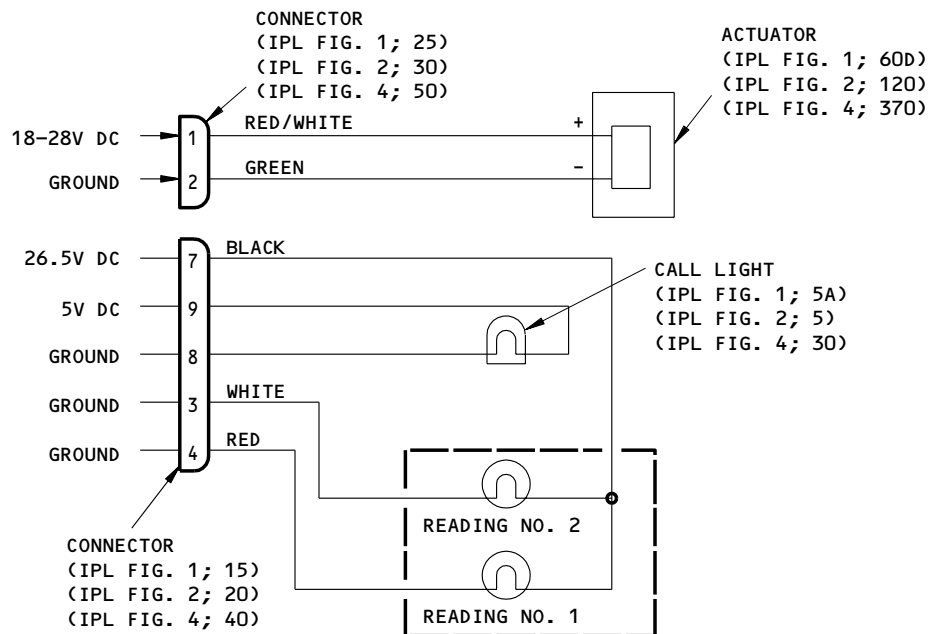 CONNECTOR
(IPL FIG. 1; 25)
(IPL FIG. 2; 30)
(IPL FIG. 4; 50)
ACTUATOR
(IPL FIG. 1; 60D)
(IPL FIG. 2; 120)
(IPL FIG. 4; 370)
18-28V DC 1 RED/WHITE +
GROUND 2 GREEN -
26.5V DC 7 BLACK
5V DC 9
GROUND 8
GROUND 3 WHITE
GROUND 4 RED
CALL LIGHT
(IPL FIG. 1; 5A)
(IPL FIG. 2; 5)
(IPL FIG. 4; 30)
READING NO. 2
READING NO. 1
CONNECTOR
(IPL FIG. 1; 15)
(IPL FIG. 2; 20)
(IPL FIG. 4; 40)